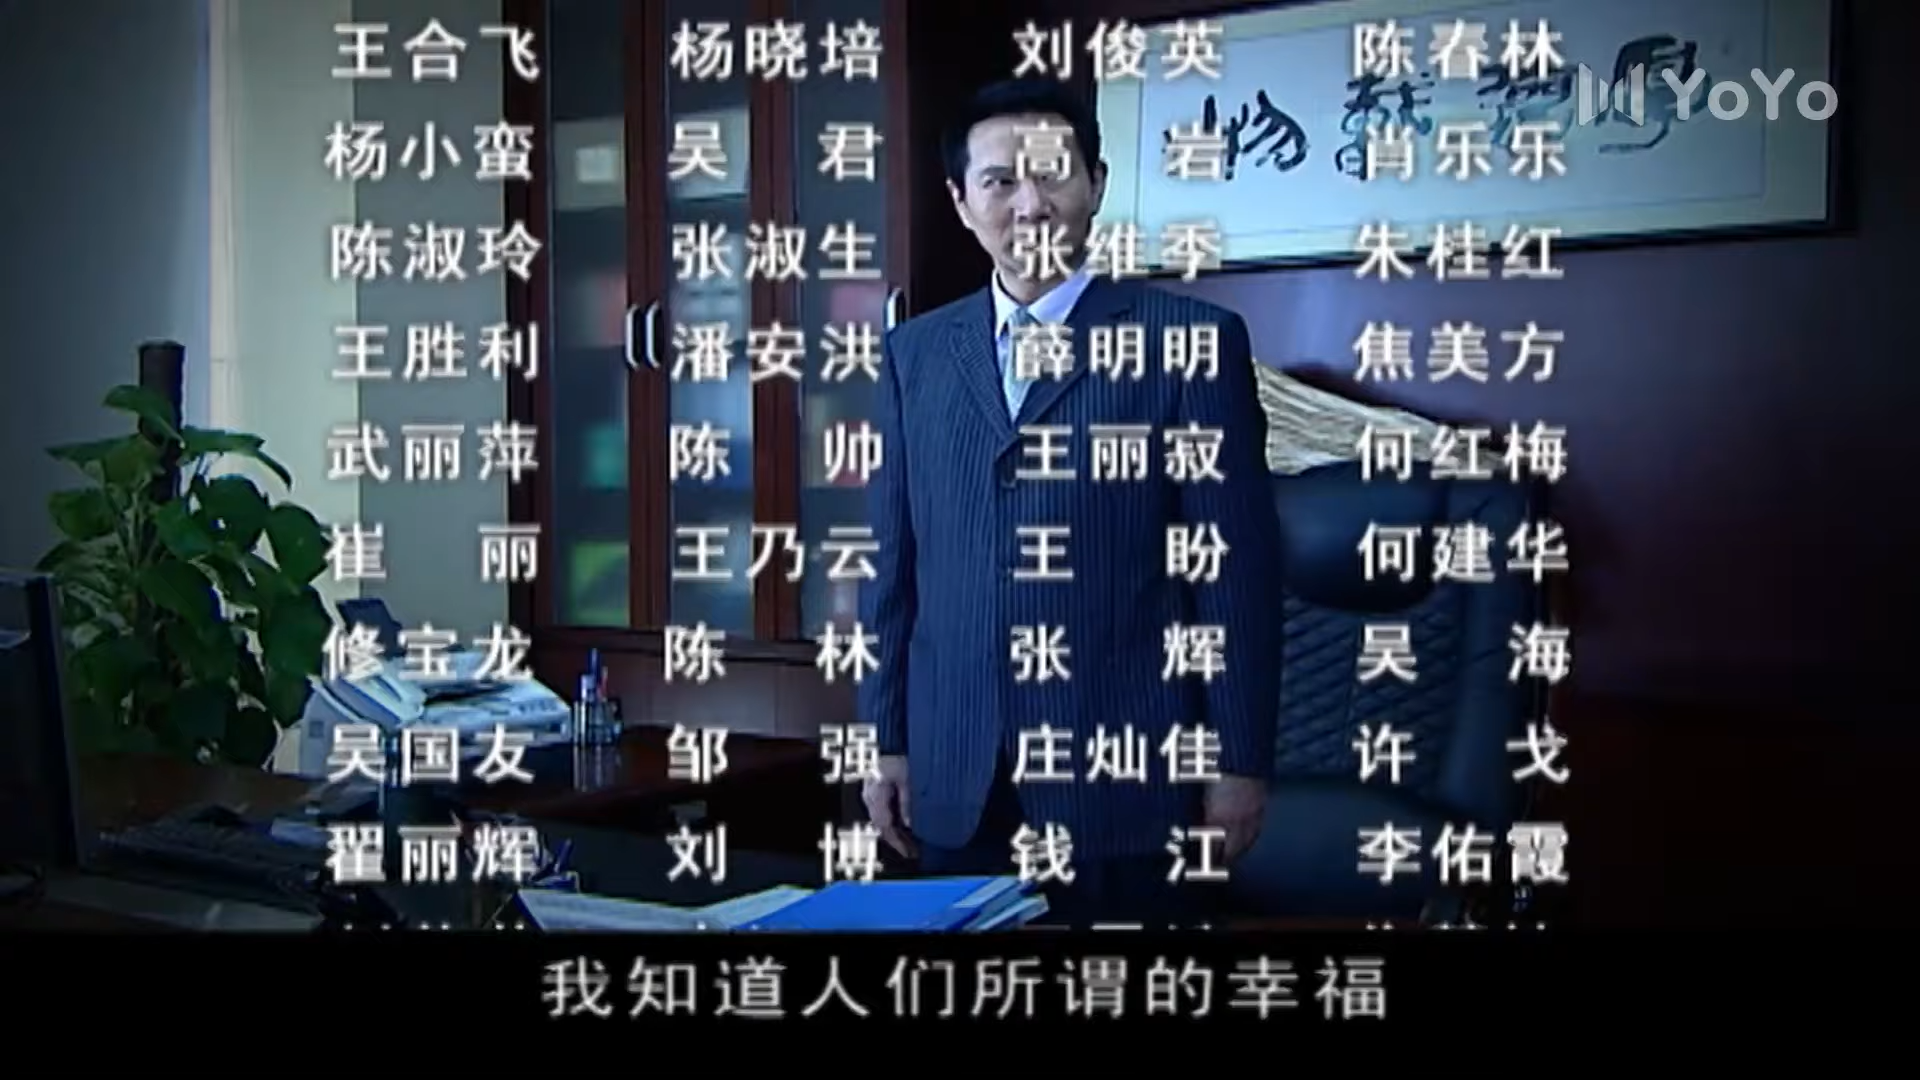 王合飞 杨晓培 刘俊英 陈春林
YoYo
杨小蛮 吴君 高岩 肖乐乐
陈淑玲 张淑生 张维季 朱桂红
王胜利 潘安洪 薛明明 焦美方
武丽萍 陈帅 王丽寂 何红梅
崔丽 王乃云 王盼 何建华
修宝龙 陈林 张辉 吴海
吴国友 邹强 庄灿佳 许戈
翟丽辉 刘博 钱江 李佑霞
我知道人们所谓的幸福